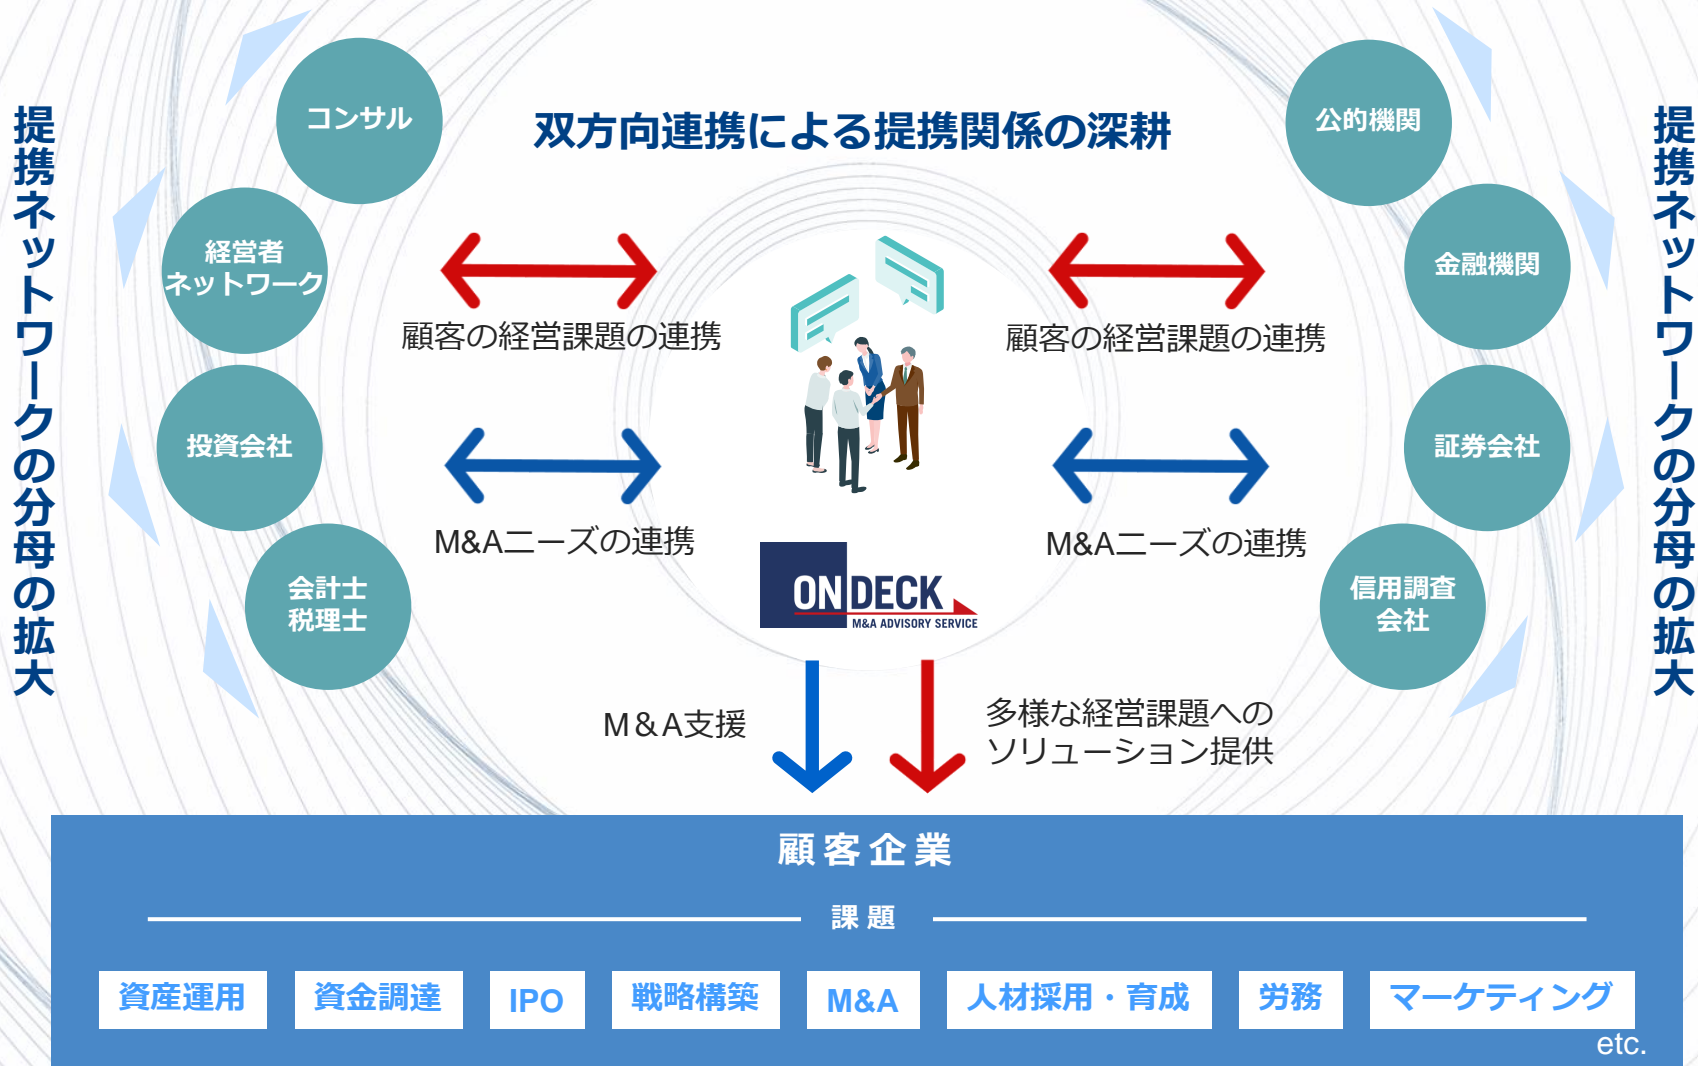 双方向連携による提携関係の深耕
提携ネットワークの分母の拡大
コンサル
経営者
ネットワーク
投資会社
会計士
税理士
顧客の経営課題の連携
M&Aニーズの連携
ON DECK
M&A ADVISORY SERVICE
顧客の経営課題の連携
M&Aニーズの連携
公的機関
金融機関
証券会社
信用調査
会社
提携ネットワークの分母の拡大
M＆A支援
多様な経営課題への
ソリューション提供
顧客企業
課題
資産運用
資金調達
IPO
戦略構築
M&A
人材採用・育成
労務
マーケティング
etc.